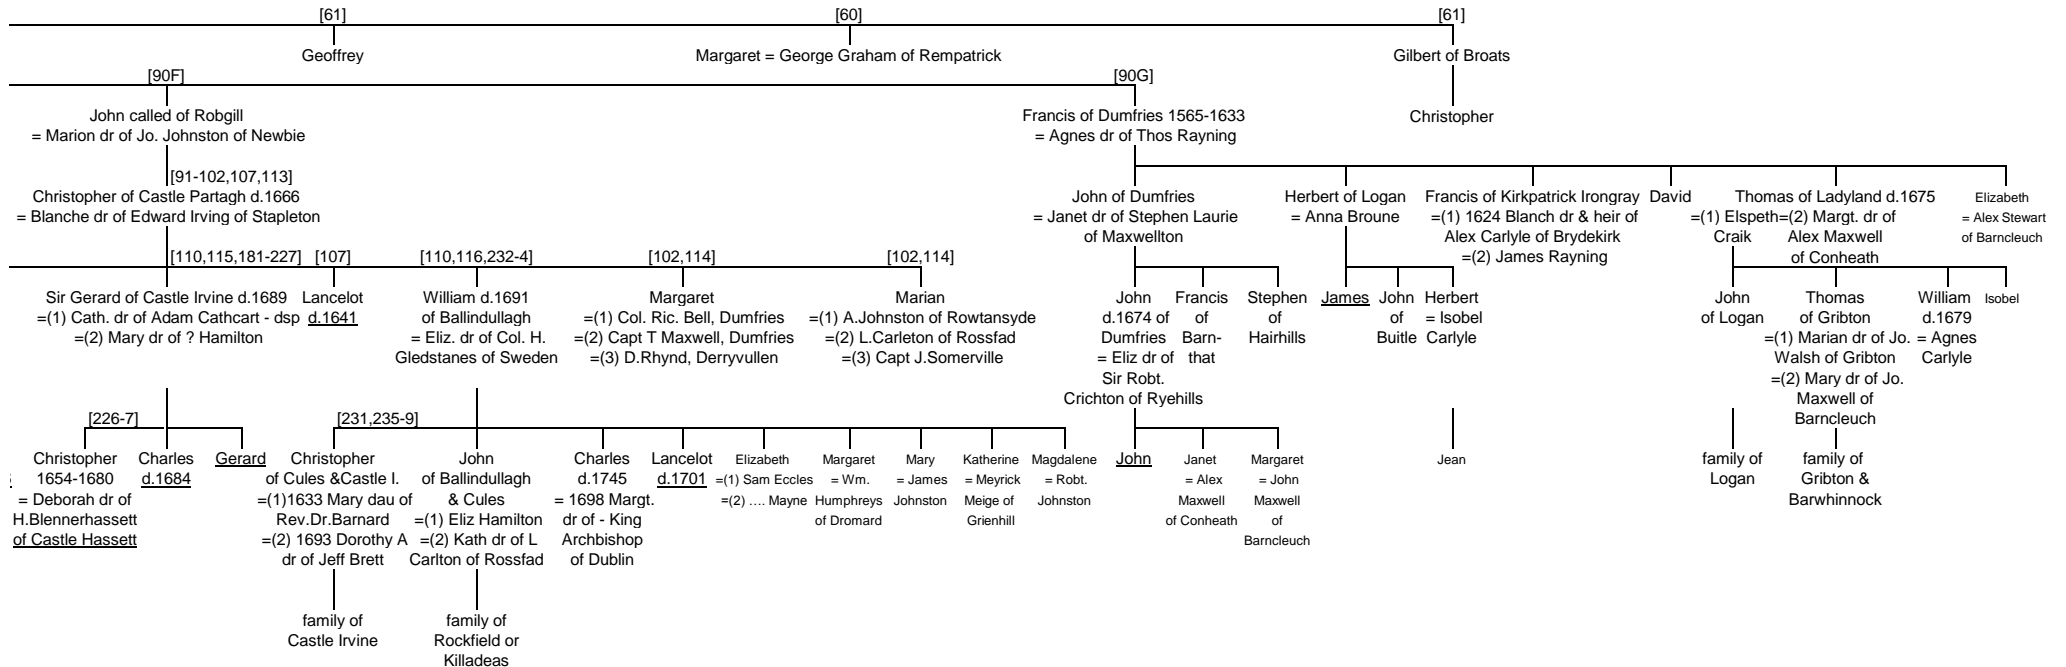 [61] [60] [61]
Geoffrey Margaret = George Graham of Rempatrick Gilbert of Broats
[90F] [90G]
John called of Robgill Francis of Dumfries 1565-1633 Christopher
= Marion dr of Jo. Johnston of Newbie = Agnes dr of Thos Rayning
[91-102,107,113]
Christopher of Castle Partagh d.1666 John of Dumfries Herbert of Logan Francis of Kirkpatrick Irongray David Thomas of Ladyland d.1675 Elizabeth
= Blanche dr of Edward Irving of Stapleton = Janet dr of Stephen Laurie = Anna Broune =(1) 1624 Blanch dr & heir of =(1) Elspeth=(2) Margt. dr of = Alex Stewart
of Maxwellton Alex Carlyle of Brydekirk Craik Alex Maxwell of Barncleuch
[110,115,181-227] [107] [110,116,232-4] [102,114] [102,114] =(2) James Rayning of Conheath
Sir Gerard of Castle Irvine d.1689 Lancelot William d.1691 Margaret Marian John Francis Stephen James John Herbert John Thomas William Isobel
=(1) Cath. dr of Adam Cathcart - dsp d.1641 of Ballindullagh =(1) Col. Ric. Bell, Dumfries =(1) A.Johnston of Rowtansyde d.1674 of of of of = Isobel of Logan of Gribton d.1679
=(2) Mary dr of ? Hamilton = Eliz. dr of Col. H. =(2) Capt T Maxwell, Dumfries =(2) L.Carleton of Rossfad Dumfries Barn- Hairhills Buitle Carlyle =(1) Marian dr of Jo. = Agnes
Gledstanes of Sweden =(3) D.Rhynd, Derryvullen =(3) Capt J.Somerville = Eliz dr of that Walsh of Gribton Carlyle
Sir Robt. =(2) Mary dr of Jo.
Crichton of Ryehills Maxwell of
[226-7] [231,235-9] Barncleuch
Christopher Charles Gerard Christopher John Charles Lancelot Elizabeth Margaret Mary Katherine Magdalene John Janet Margaret Jean family of family of
1654-1680 d.1684 of Cules &Castle I. of Ballindullagh d.1745 d.1701 =(1) Sam Eccles = Wm. = James = Meyrick = Robt. = Alex = John Logan Gribton &
= Deborah dr of =(1)1633 Mary dau of & Cules = 1698 Margt. =(2) .... Mayne Humphreys Johnston Meige of Johnston Maxwell Maxwell Barwhinnock
H.Blennerhassett Rev.Dr.Barnard =(1) Eliz Hamilton dr of - King of Dromard Grienhill of Conheath of
of Castle Hassett =(2) 1693 Dorothy A =(2) Kath dr of L Archbishop Barncleuch
dr of Jeff Brett Carlton of Rossfad of Dublin
family of family of
Castle Irvine Rockfield or
Killadeas